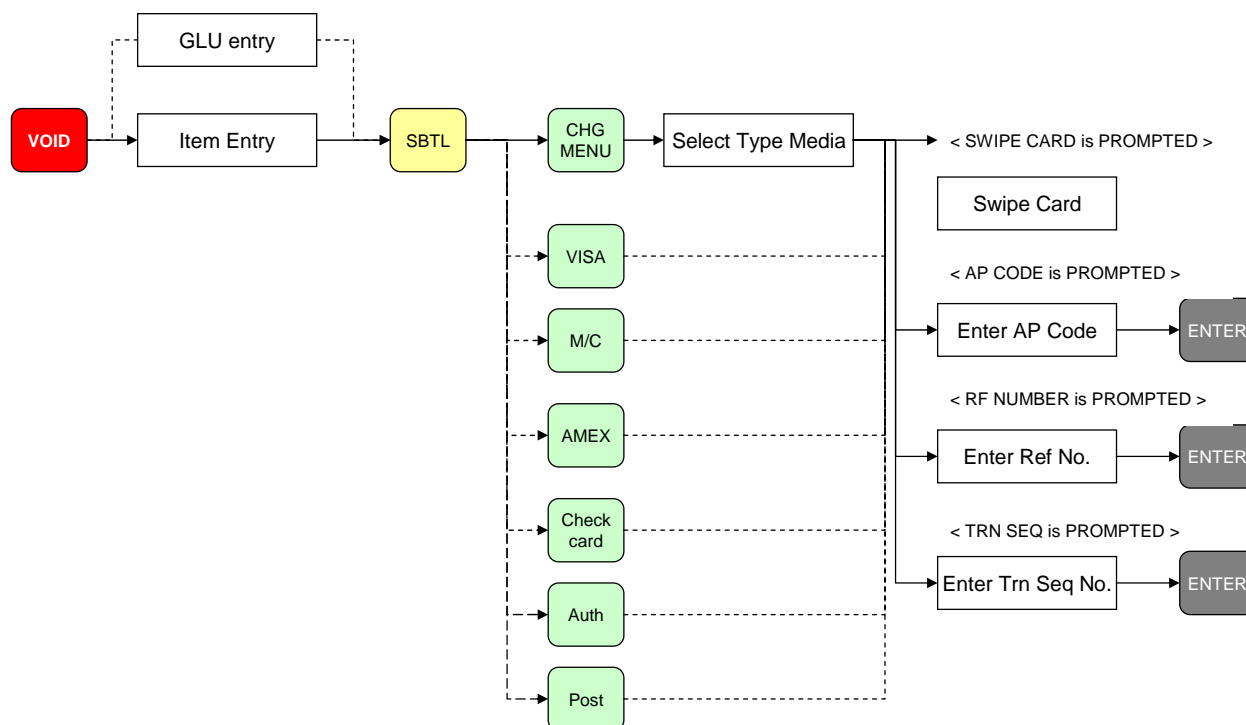 GLU entry
VOID
Item Entry
SBTL
CHG
MENU
Select Type Media
< SWIPE CARD is PROMPTED >
Swipe Card
VISA
< AP CODE is PROMPTED >
M/C
Enter AP Code
ENTER
< RF NUMBER is PROMPTED >
AMEX
Enter Ref No.
ENTER
Check
card
< TRN SEQ is PROMPTED >
Enter Trn Seq No.
ENTER
Auth
Post